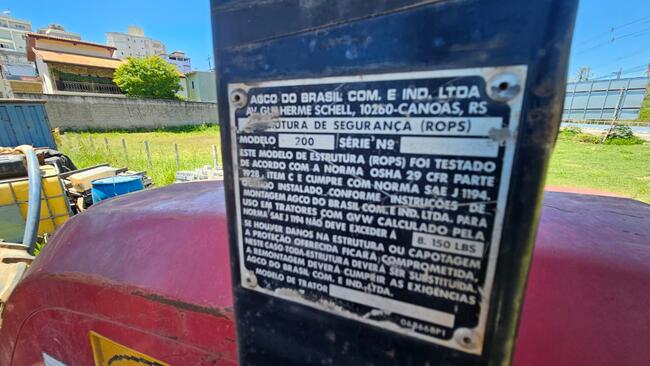 AGCO DO BRASIL COM. E IND. LTDA
AV. GUILHERME SCHELL, 10260-CANOAS, RS
ESTRUTURA DE SEGURANÇA (ROPS)
MODELO 200 SÉRIE Nº
ESTE MODELO DE ESTRUTURA (ROPS) FOI TESTADO
DE ACORDO COM A NORMA OSHA 29 CFR PARTE
1928, ITEM C E CUMPRE COM NORMA SAE J 1194.
QUANDO INSTALADO CONFORME INSTRUÇÕES DE
MONTAGEM AGCO DO BRASIL COM. E IND. LTDA. PARA
USO EM TRATORES COM GVW CALCULADO PELA
NORMA SAE J 1194 NÃO DEVE EXCEDER À
8. 150 LBS
SE HOUVER DANOS NA ESTRUTURA OU CAPOTAGEM
A PROTEÇÃO OFERECIDA FICARÁ COMPROMETIDA,
NESTE CASO TODA ESTRUTURA DEVERÁ SER SUBSTITUIDA.
A REMONTAGEM DEVERÁ CUMPRIR AS EXIGÊNCIAS
AGCO DO BRASIL COM. E IND. LTDA.
MODELO DE TRATOR